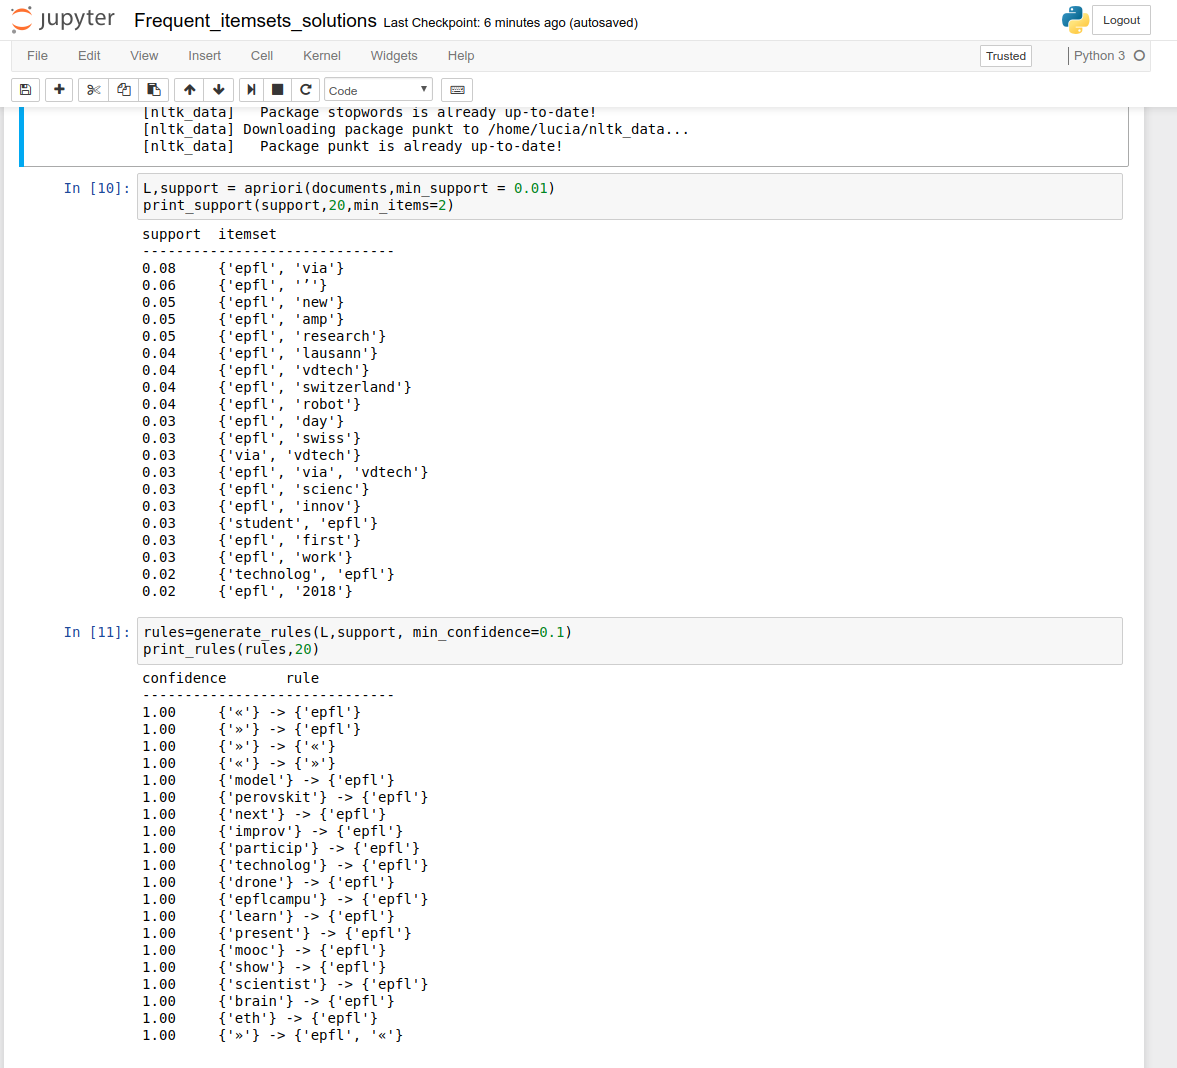 jupyter Frequent_itemsets_solutions Last Checkpoint: 6 minutes ago (autosaved) Logout
File Edit View Insert Cell Kernel Widgets Help Trusted Python 3
Code
[nltk_data]   Package stopwords is already up-to-date!
[nltk_data] Downloading package punkt to /home/lucia/nltk_data...
[nltk_data]   Package punkt is already up-to-date!
In [10]: L,support = apriori(documents,min_support = 0.01)
print_support(support,20,min_items=2)
support  itemset
------------------------------
0.08     {'epfl', 'via'}
0.06     {'epfl', '’'}
0.05     {'epfl', 'new'}
0.05     {'epfl', 'amp'}
0.05     {'epfl', 'research'}
0.04     {'epfl', 'lausann'}
0.04     {'epfl', 'vdtech'}
0.04     {'epfl', 'switzerland'}
0.04     {'epfl', 'robot'}
0.03     {'epfl', 'day'}
0.03     {'epfl', 'swiss'}
0.03     {'via', 'vdtech'}
0.03     {'epfl', 'via', 'vdtech'}
0.03     {'epfl', 'scienc'}
0.03     {'epfl', 'innov'}
0.03     {'student', 'epfl'}
0.03     {'epfl', 'first'}
0.03     {'epfl', 'work'}
0.02     {'technolog', 'epfl'}
0.02     {'epfl', '2018'}
In [11]: rules=generate_rules(L,support, min_confidence=0.1)
print_rules(rules,20)
confidence       rule
------------------------------
1.00     {'«'} -> {'epfl'}
1.00     {'»'} -> {'epfl'}
1.00     {'»'} -> {'«'}
1.00     {'«'} -> {'»'}
1.00     {'model'} -> {'epfl'}
1.00     {'perovskit'} -> {'epfl'}
1.00     {'next'} -> {'epfl'}
1.00     {'improv'} -> {'epfl'}
1.00     {'particip'} -> {'epfl'}
1.00     {'technolog'} -> {'epfl'}
1.00     {'drone'} -> {'epfl'}
1.00     {'epflcampu'} -> {'epfl'}
1.00     {'learn'} -> {'epfl'}
1.00     {'present'} -> {'epfl'}
1.00     {'mooc'} -> {'epfl'}
1.00     {'show'} -> {'epfl'}
1.00     {'scientist'} -> {'epfl'}
1.00     {'brain'} -> {'epfl'}
1.00     {'eth'} -> {'epfl'}
1.00     {'»'} -> {'epfl', '«'}